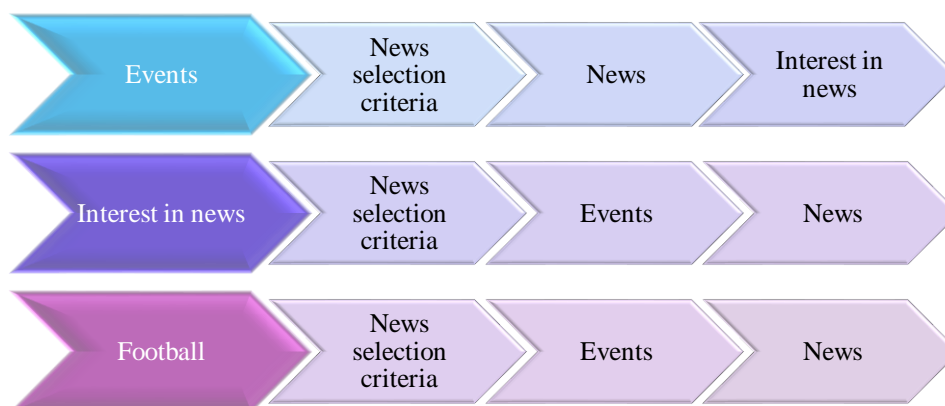 Events
News
selection
criteria
News
Interest in
news
Interest in news
News
selection
criteria
Events
News
Football
News
selection
criteria
Events
News